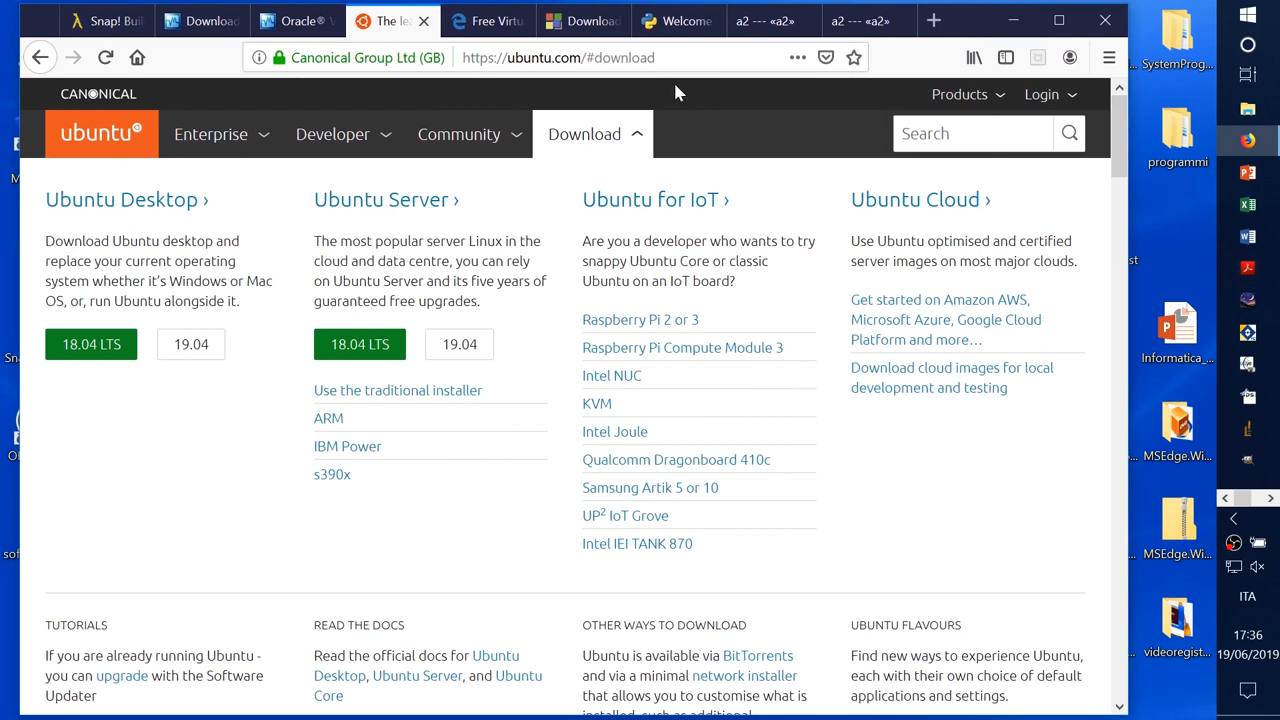 Snap! Buil
Download
Oracle® V
The lea
Free Virtu
Download
Welcome
a2 --- «a2»
a2 --- «a2»
Canonical Group Ltd (GB)
https://ubuntu.com/#download
CANONICAL
Products
Login
ubuntu®
Enterprise
Developer
Community
Download
Search
Ubuntu Desktop ›
Download Ubuntu desktop and
replace your current operating
system whether it's Windows or Mac
OS, or, run Ubuntu alongside it.
18.04 LTS
19.04
Ubuntu Server ›
The most popular server Linux in the
cloud and data centre, you can rely
on Ubuntu Server and its five years of
guaranteed free upgrades.
18.04 LTS
19.04
Use the traditional installer
ARM
IBM Power
s390x
Ubuntu for IoT ›
Are you a developer who wants to try
snappy Ubuntu Core or classic
Ubuntu on an IoT board?
Raspberry Pi 2 or 3
Raspberry Pi Compute Module 3
Intel NUC
KVM
Intel Joule
Qualcomm Dragonboard 410c
Samsung Artik 5 or 10
UP² IoT Grove
Intel IEI TANK 870
Ubuntu Cloud ›
Use Ubuntu optimised and certified
server images on most major clouds.
Get started on Amazon AWS,
Microsoft Azure, Google Cloud
Platform and more…
Download cloud images for local
development and testing
TUTORIALS
If you are already running Ubuntu -
you can upgrade with the Software
Updater
READ THE DOCS
Read the official docs for Ubuntu
Desktop, Ubuntu Server, and Ubuntu
Core
OTHER WAYS TO DOWNLOAD
Ubuntu is available via BitTorrents
and via a minimal network installer
that allows you to customise what is
installed, such as additional
UBUNTU FLAVOURS
Find new ways to experience Ubuntu,
each with their own choice of default
applications and settings.
SystemProg...
programmi
Informatica_...
MSEdge.Wi...
MSEdge.Wi...
videoregist...
ITA
17:36
19/06/2019